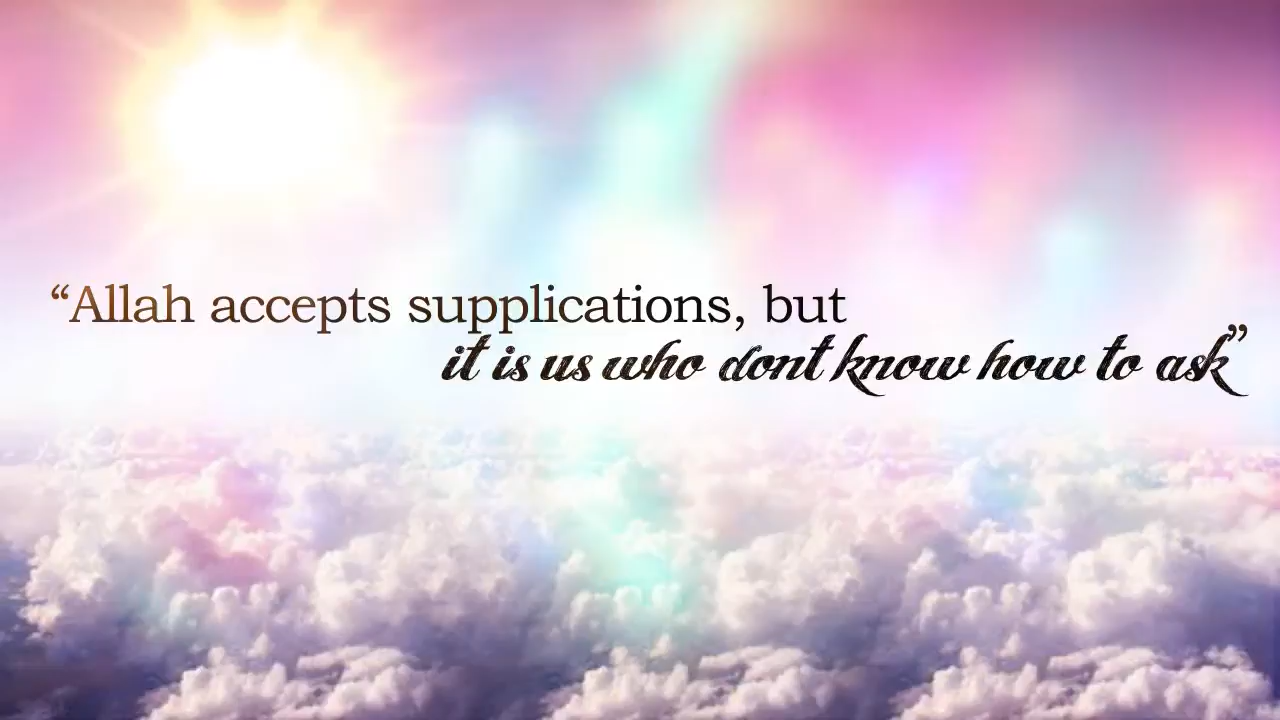 “Allah accepts supplications, but
it is us who dont know how to ask”